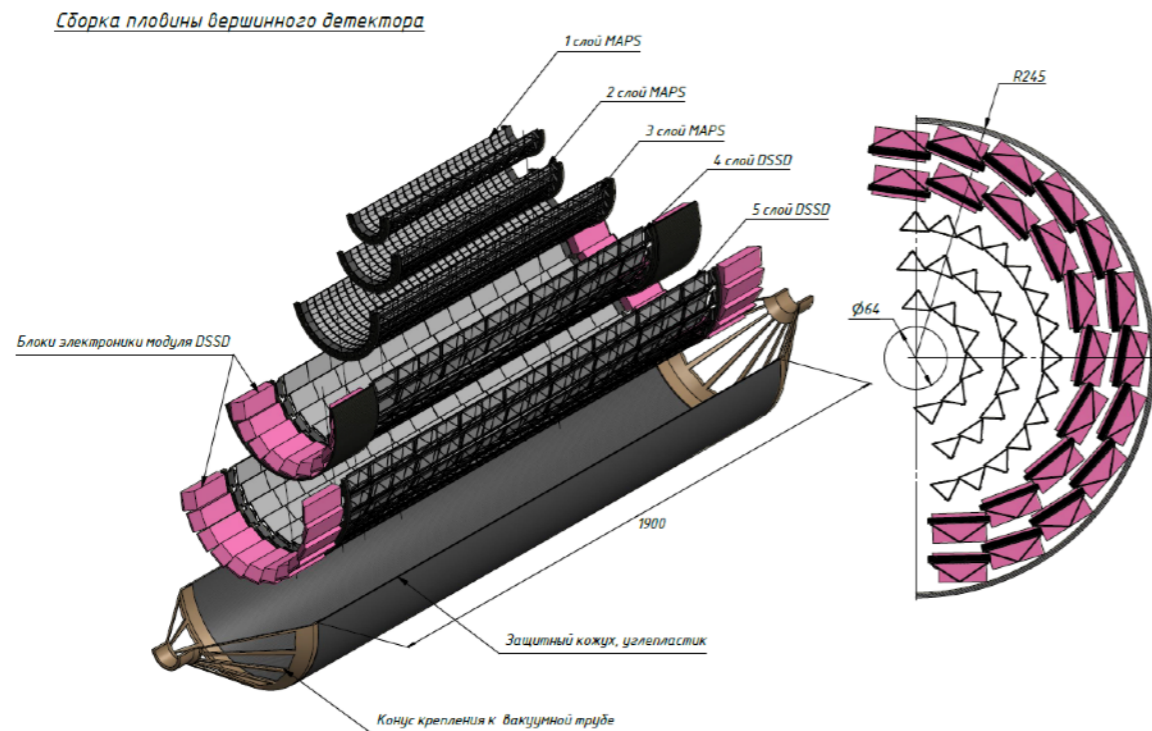 Сборка пловины вершинного детектора
1 слой MAPS
2 слой MAPS
3 слой MAPS
4 слой DSSD
5 слой DSSD
R245
Ø64
Блоки электроники модуля DSSD
1900
Защитный кожух, углепластик
Конус крепления к вакуумной трубе